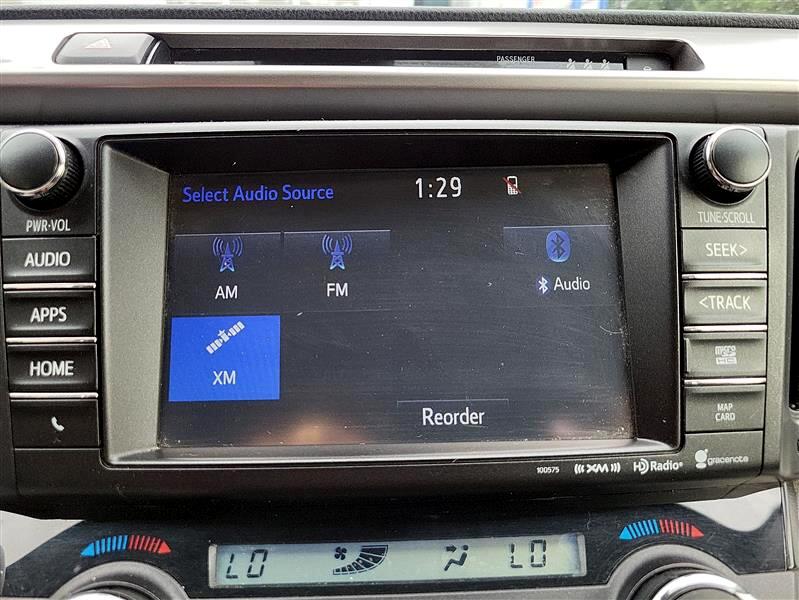 PASSENGER
Select Audio Source 1:29
PWR·VOL
TUNE·SCROLL
AUDIO
SEEK>
AM FM Audio
APPS
<TRACK
XM
HOME
MAP
CARD
Reorder
100575 XM HD Radio® gracenote
LO LO